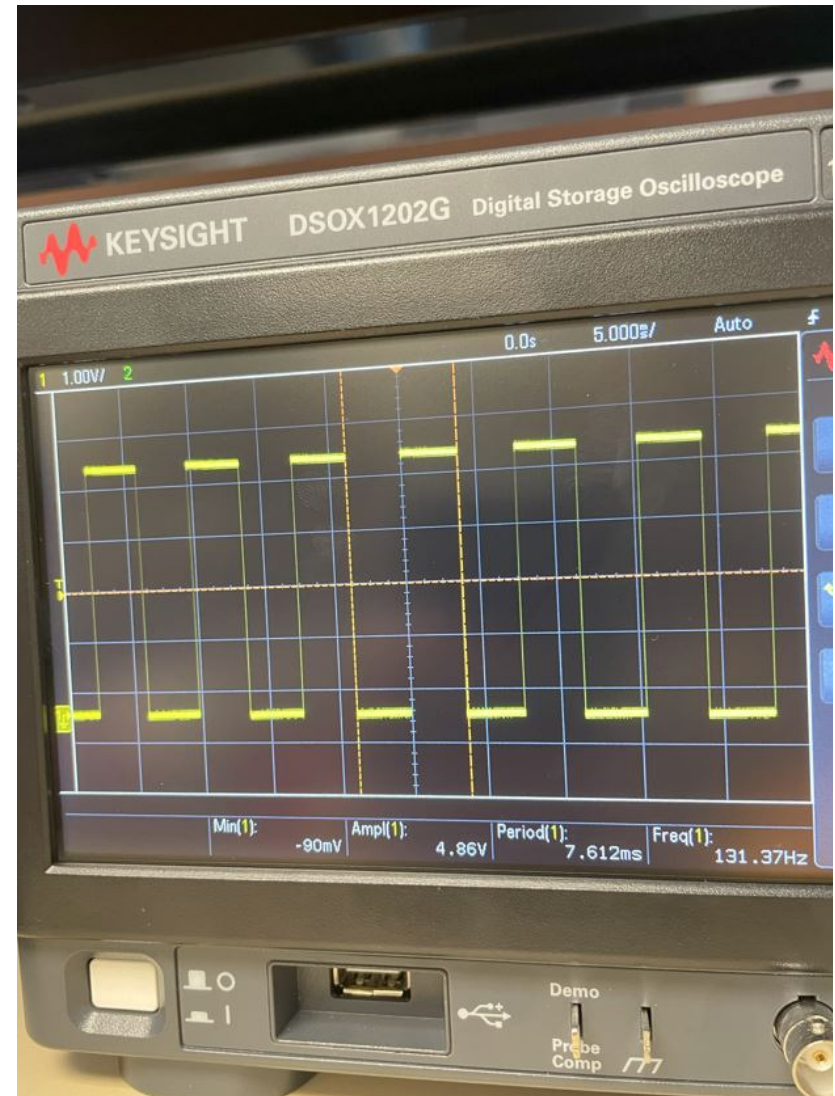 KEYSIGHT DSOX1202G Digital Storage Oscilloscope
1 1.00V/ 2 0.0s 5.000ms/ Auto
T
Min(1): Ampl(1): Period(1): Freq(1):
-90mV 4.86V 7.612ms 131.37Hz
Demo
Probe
Comp